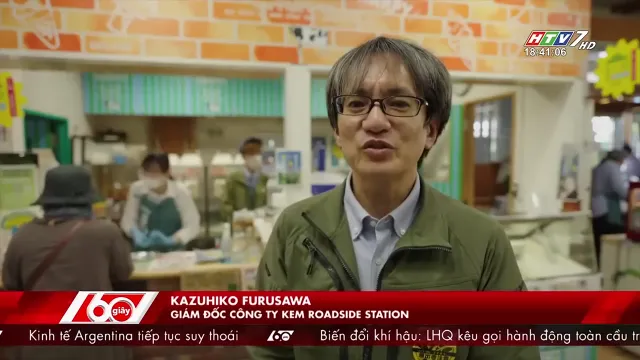 HTV7 HD
18:41:06
60 giây
KAZUHIKO FURUSAWA
GIÁM ĐỐC CÔNG TY KEM ROADSIDE STATION
Kinh tế Argentina tiếp tục suy thoái
60
Biến đổi khí hậu: LHQ kêu gọi hành động toàn cầu t